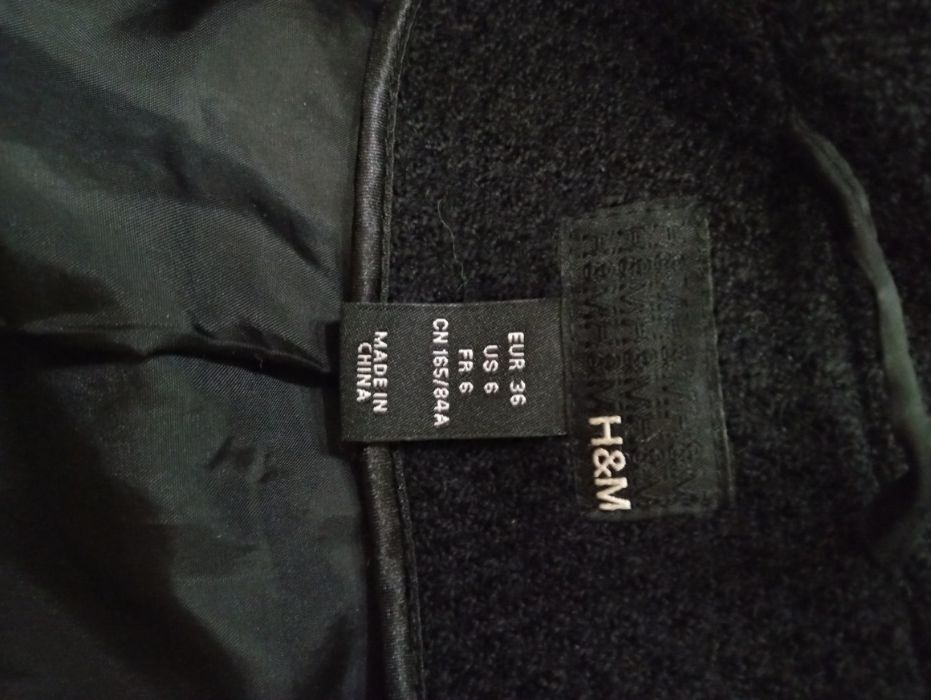 H&M
EUR 36
US 6
FR 6
CN 165/84A
MADE IN
CHINA